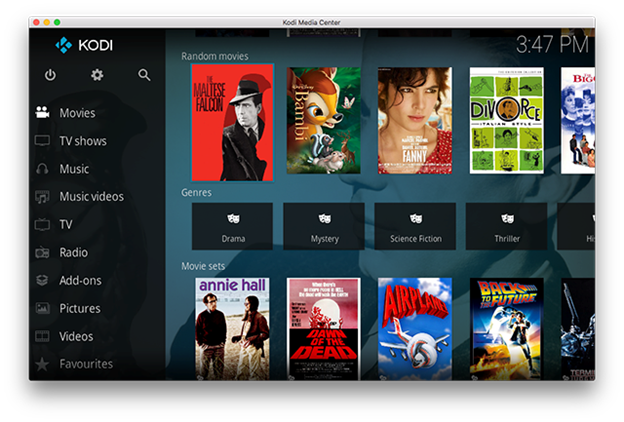 Kodi Media Center
KODI
3:47 PM
Movies
TV shows
Music
Music videos
TV
Radio
Add-ons
Pictures
Videos
Favourites
Random movies
THE
MALTESE
FALCON
Bambi
FANNY
DIVORCE
ITALIAN STYLE
Genres
Drama
Mystery
Science Fiction
Thriller
Movie sets
annie hall
DAWN
OF THE
DEAD
AIRPLANE!
BACK
TO THE
FUTURE